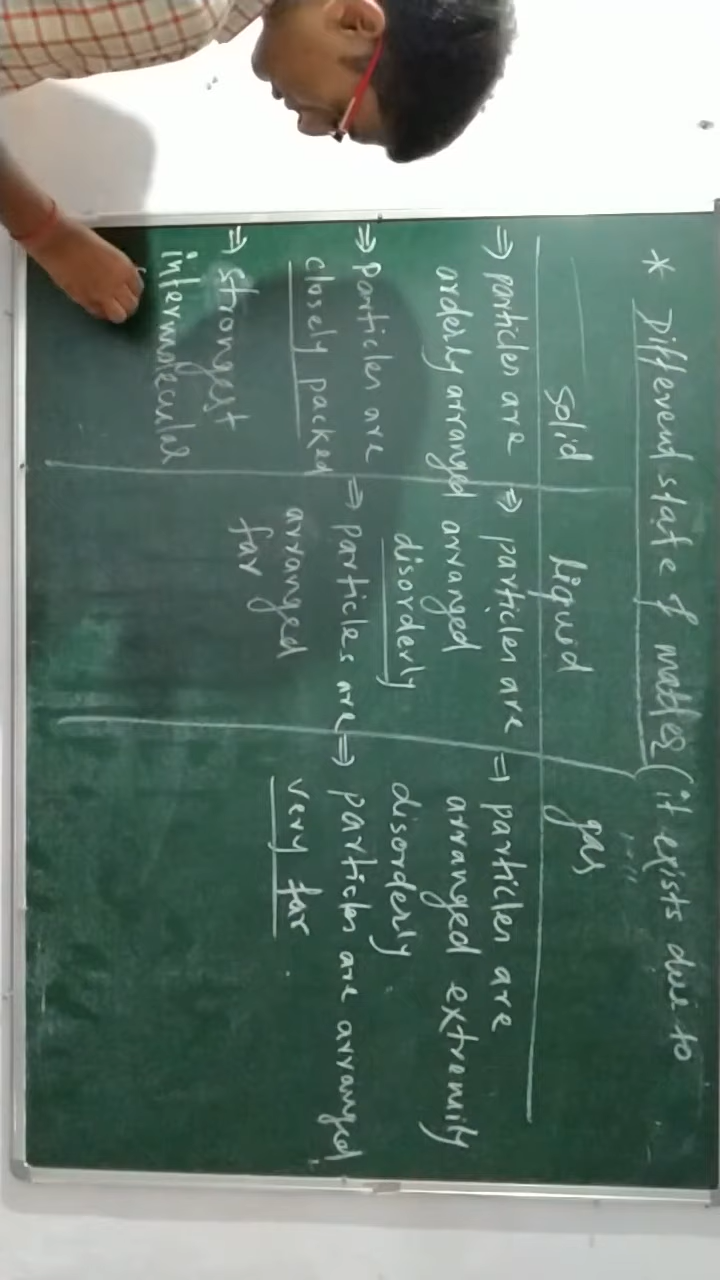 * Differend state of matter (it exists due to
solid
liquid
gas
⇒ particles are
orderly arranged
⇒ particles are
closely packed
⇒ strongest
intermolecular
⇒ particles are
arranged
disorderly
⇒ particles are
arranged
far
⇒ particles are
arranged extremity
disorderly
⇒ particles are arranged
very far